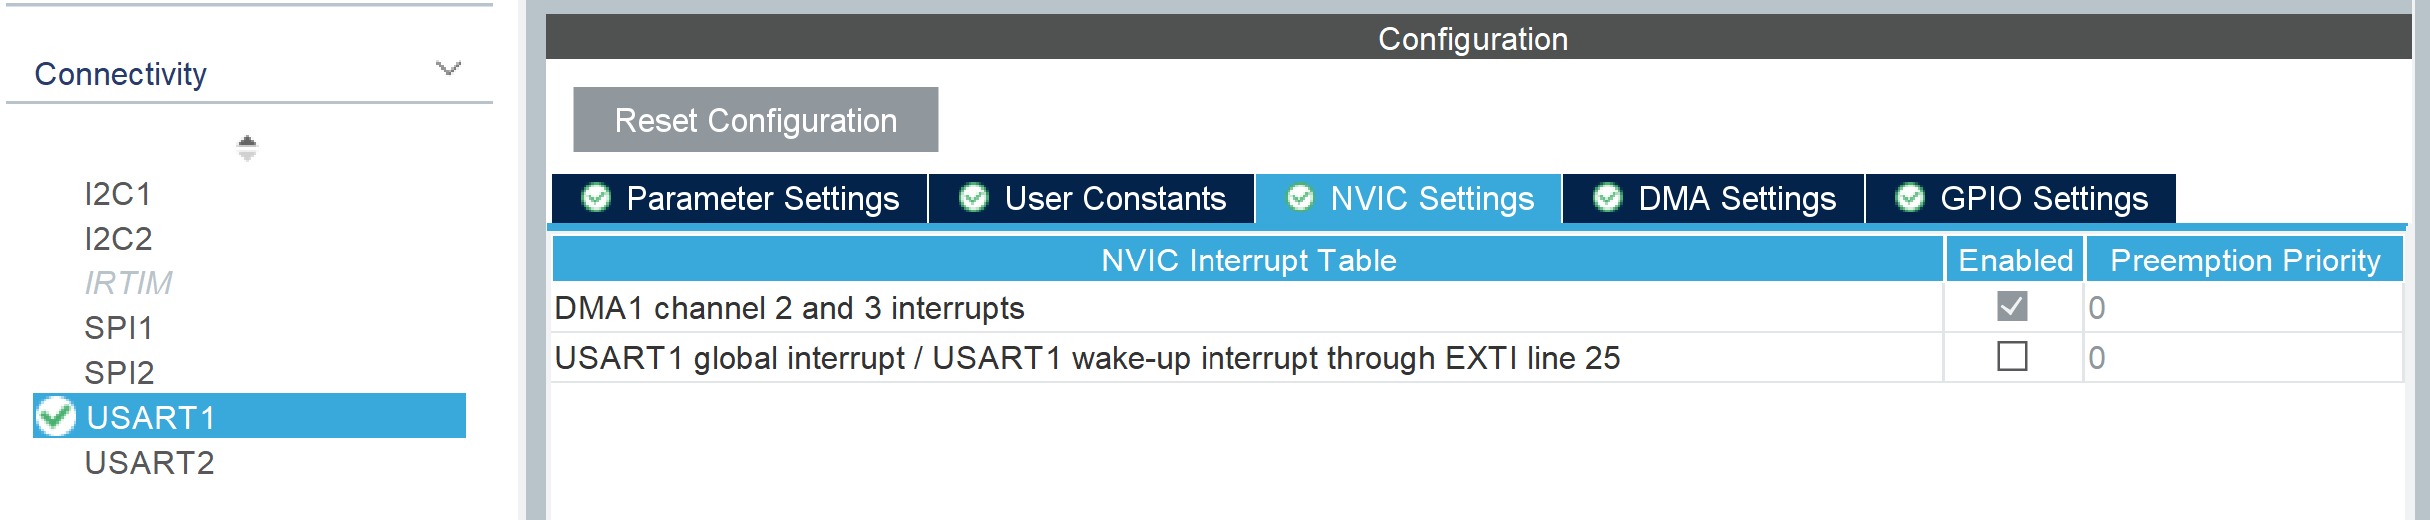 Connectivity
I2C1
I2C2
IRTIM
SPI1
SPI2
USART1
USART2
Configuration
Reset Configuration
Parameter Settings User Constants NVIC Settings DMA Settings GPIO Settings
NVIC Interrupt Table Enabled Preemption Priority
DMA1 channel 2 and 3 interrupts 0
USART1 global interrupt / USART1 wake-up interrupt through EXTI line 25 0